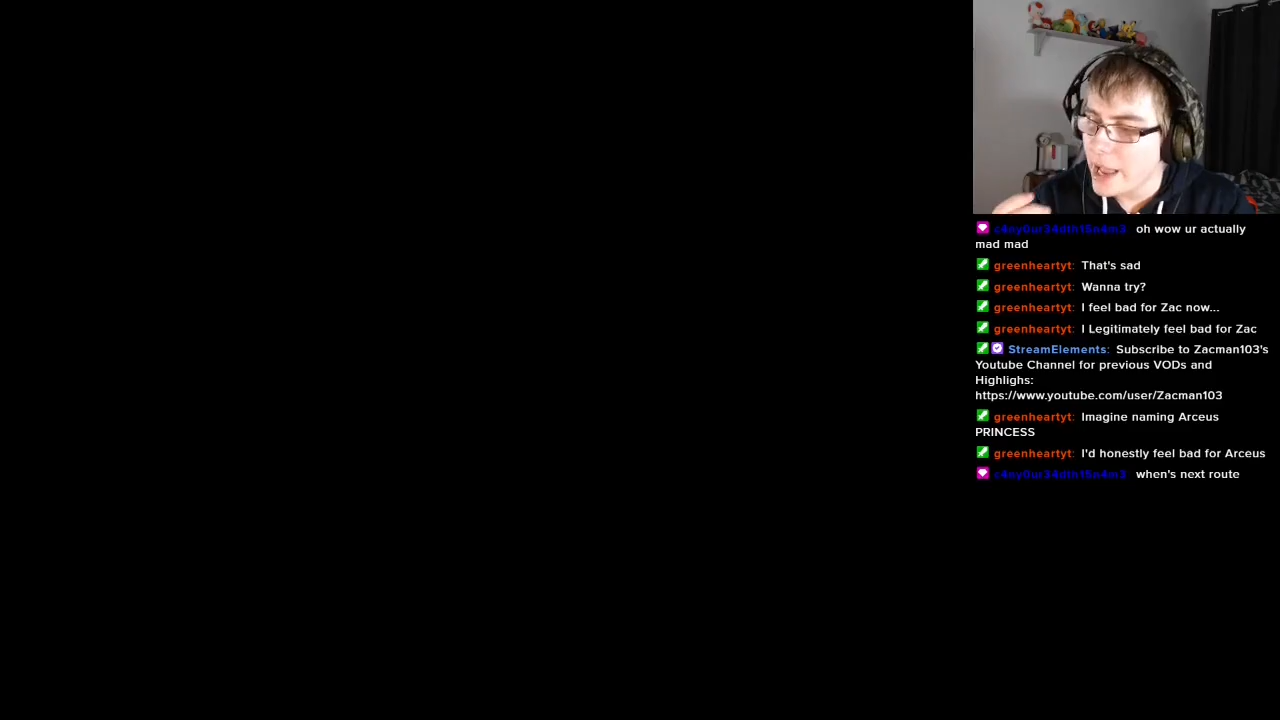 oh wow ur actually
mad mad
greenheartyt: That's sad
greenheartyt: Wanna try?
greenheartyt: I feel bad for Zac now...
greenheartyt: I Legitimately feel bad for Zac
StreamElements: Subscribe to Zacman103's
Youtube Channel for previous VODs and
Highlighs:
https://www.youtube.com/user/Zacman103
greenheartyt: Imagine naming Arceus
PRINCESS
greenheartyt: I'd honestly feel bad for Arceus
when's next route